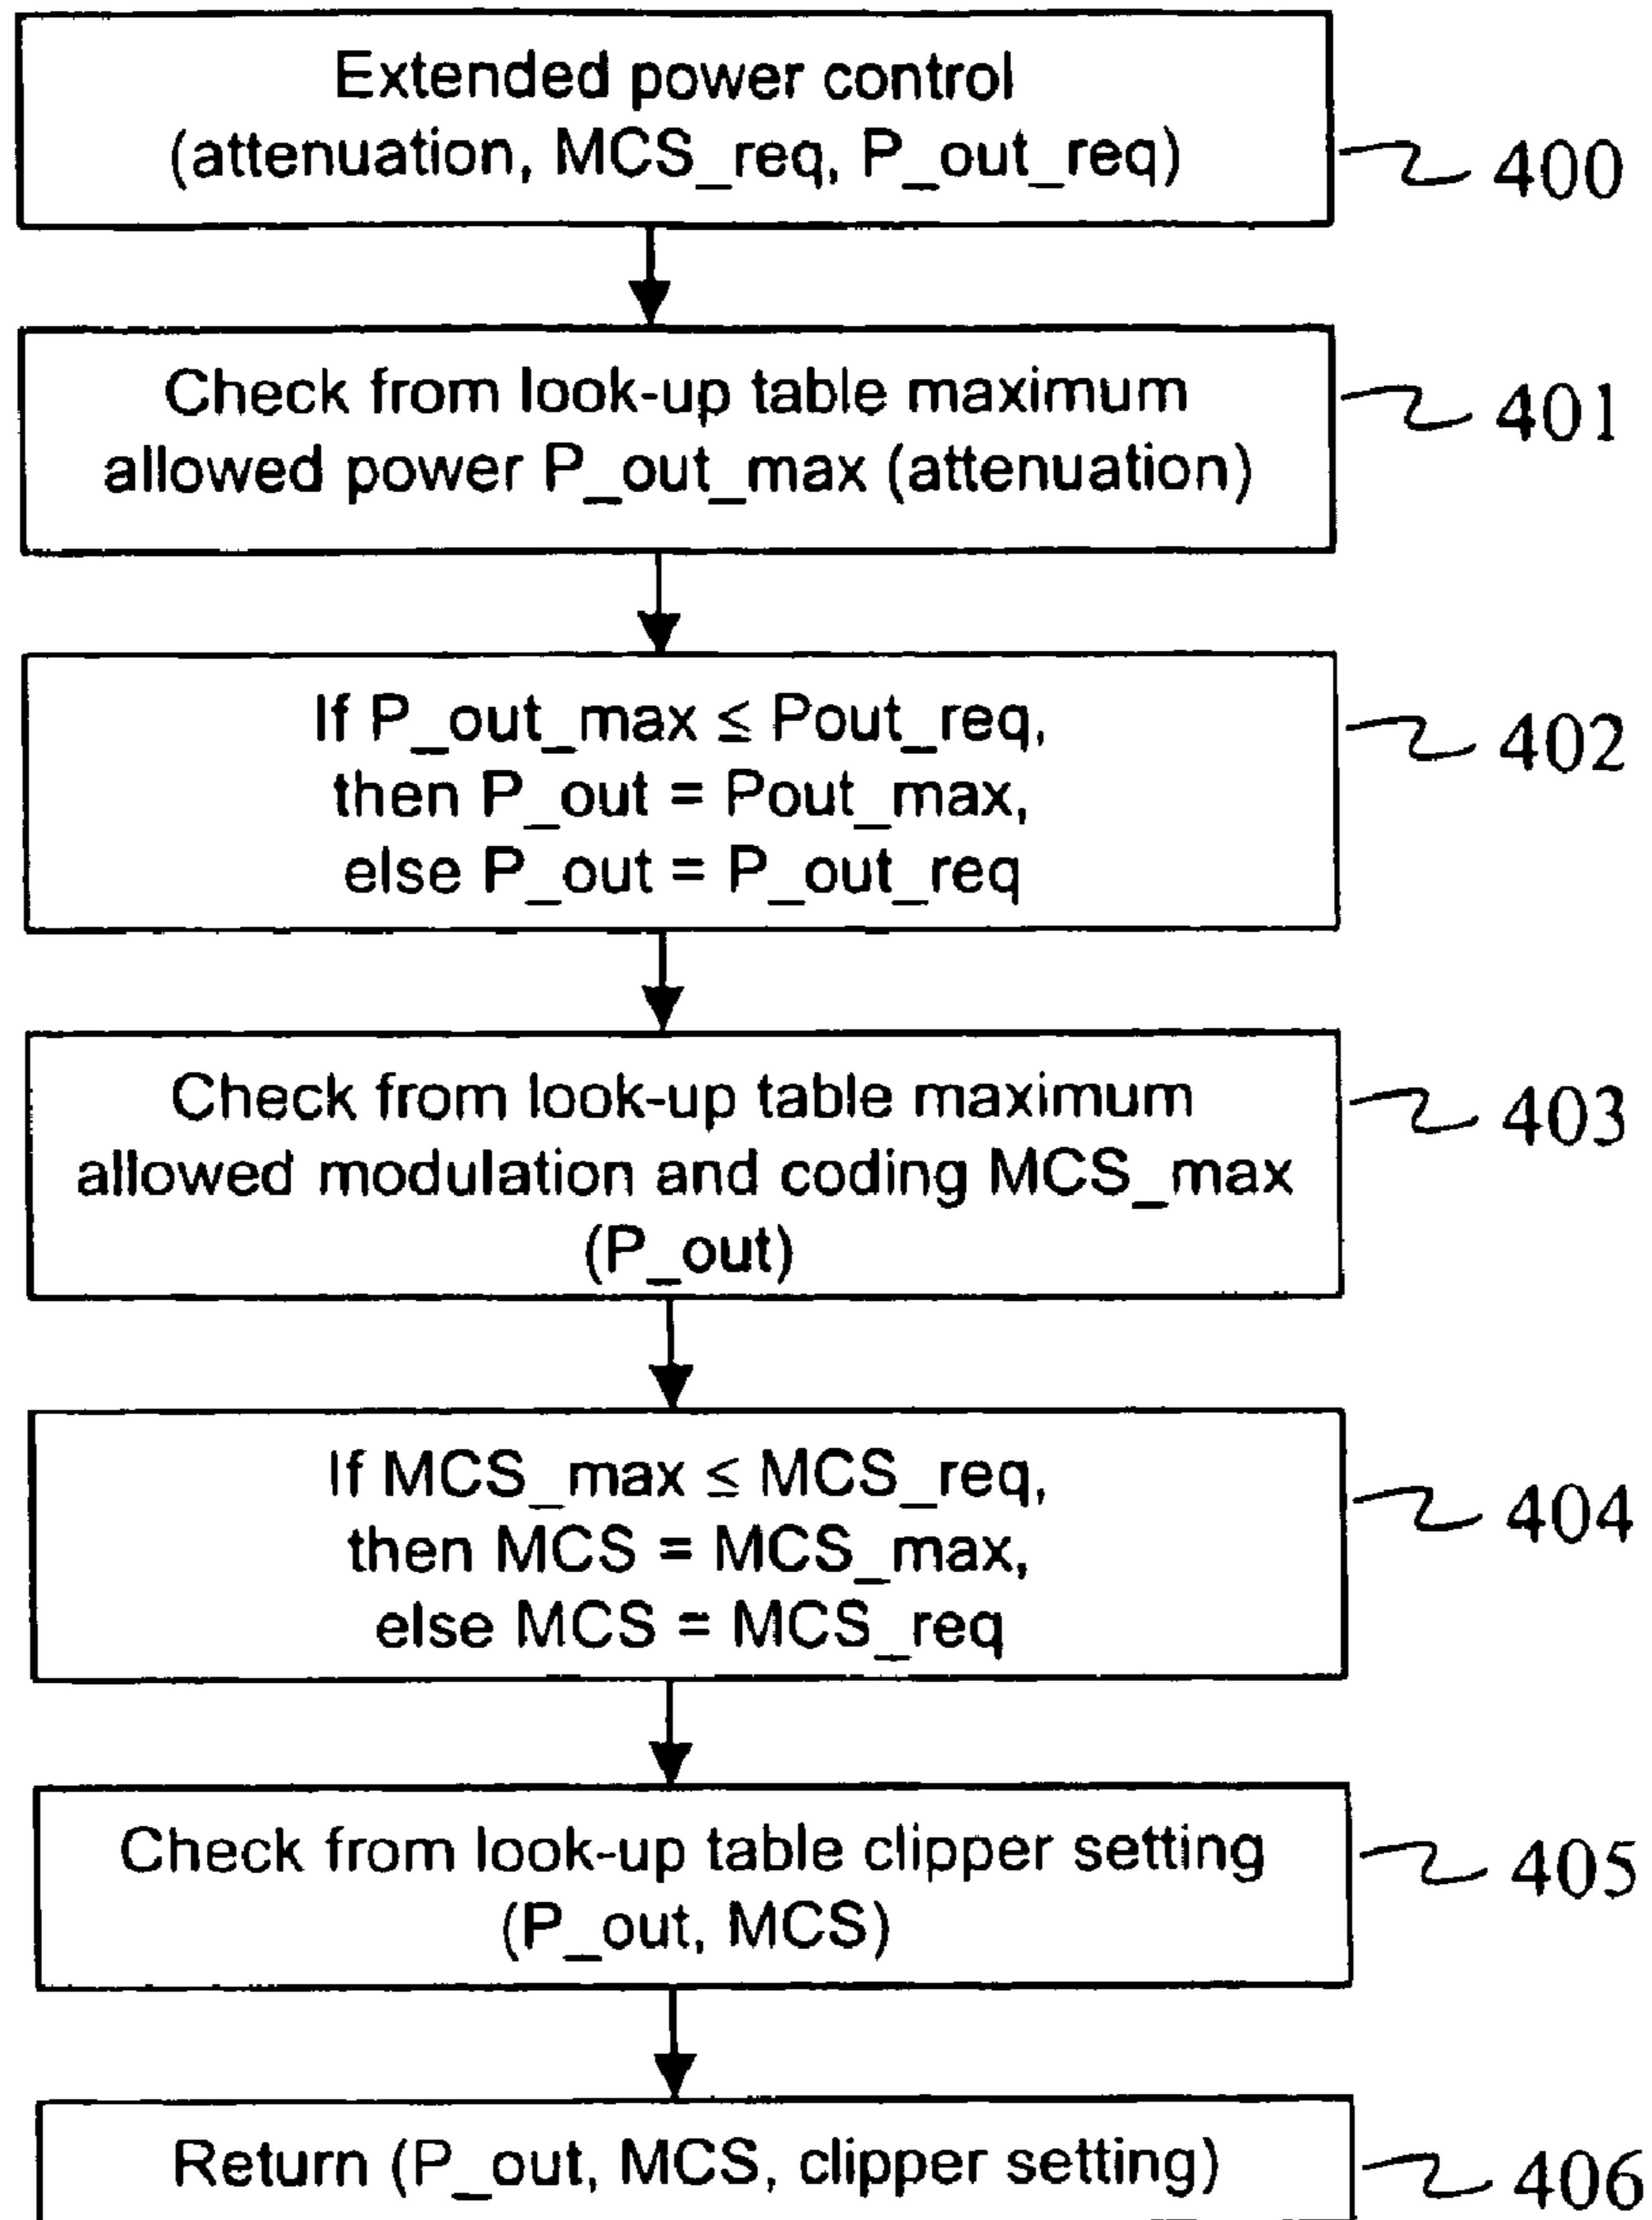 Extended power control
(attenuation, MCS_req, P_out_req)
400
Check from look-up table maximum
allowed power P_out_max (attenuation)
401
If P_out_max ≤ Pout_req,
then P_out = Pout_max,
else P_out = P_out_req
402
Check from look-up table maximum
allowed modulation and coding MCS_max
(P_out)
403
If MCS_max ≤ MCS_req,
then MCS = MCS_max,
else MCS = MCS_req
404
Check from look-up table clipper setting
(P_out, MCS)
405
Return (P_out, MCS, clipper setting)
406